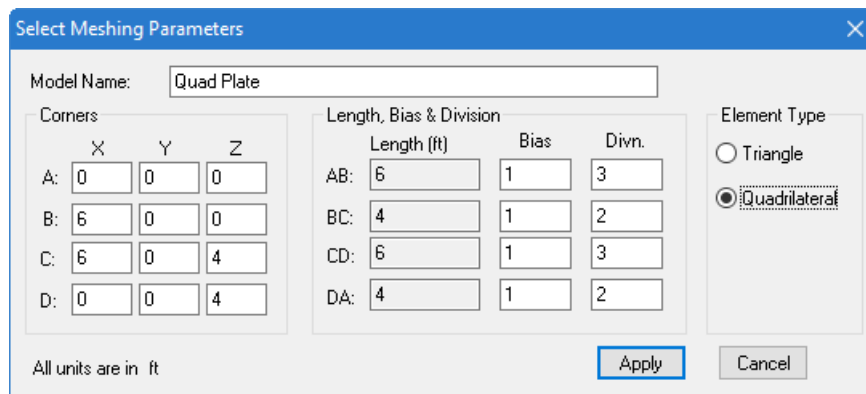 Select Meshing Parameters
Model Name: Quad Plate
Corners
X Y Z
A: 0 0 0
B: 6 0 0
C: 6 0 4
D: 0 0 4
Length, Bias & Division
Length (ft) Bias Divn.
AB: 6 1 3
BC: 4 1 2
CD: 6 1 3
DA: 4 1 2
Element Type
Triangle
Quadrilateral
All units are in ft
Apply Cancel